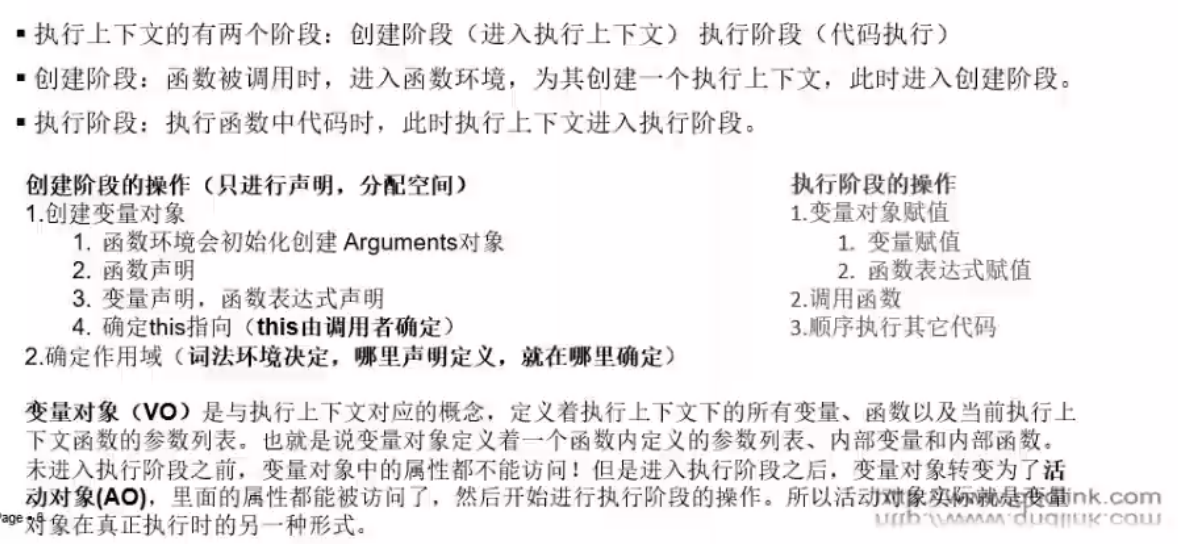 ▪ 执行上下文的有两个阶段：创建阶段（进入执行上下文） 执行阶段（代码执行）
▪ 创建阶段：函数被调用时，进入函数环境，为其创建一个执行上下文，此时进入创建阶段。
▪ 执行阶段：执行函数中代码时，此时执行上下文进入执行阶段。
创建阶段的操作（只进行声明，分配空间）
1.创建变量对象
1. 函数环境会初始化创建 Arguments对象
2. 函数声明
3. 变量声明，函数表达式声明
4. 确定this指向（this由调用者确定）
2.确定作用域（词法环境决定，哪里声明定义，就在哪里确定）
执行阶段的操作
1.变量对象赋值
1. 变量赋值
2. 函数表达式赋值
2.调用函数
3.顺序执行其它代码
变量对象（VO）是与执行上下文对应的概念，定义着执行上下文下的所有变量、函数以及当前执行上
下文函数的参数列表。也就是说变量对象定义着一个函数内定义的参数列表、内部变量和内部函数。
未进入执行阶段之前，变量对象中的属性都不能访问！但是进入执行阶段之后，变量对象转变为了活
动对象(AO)，里面的属性都能被访问了，然后开始进行执行阶段的操作。所以活动对象实际就是变量
对象在真正执行时的另一种形式。
Page